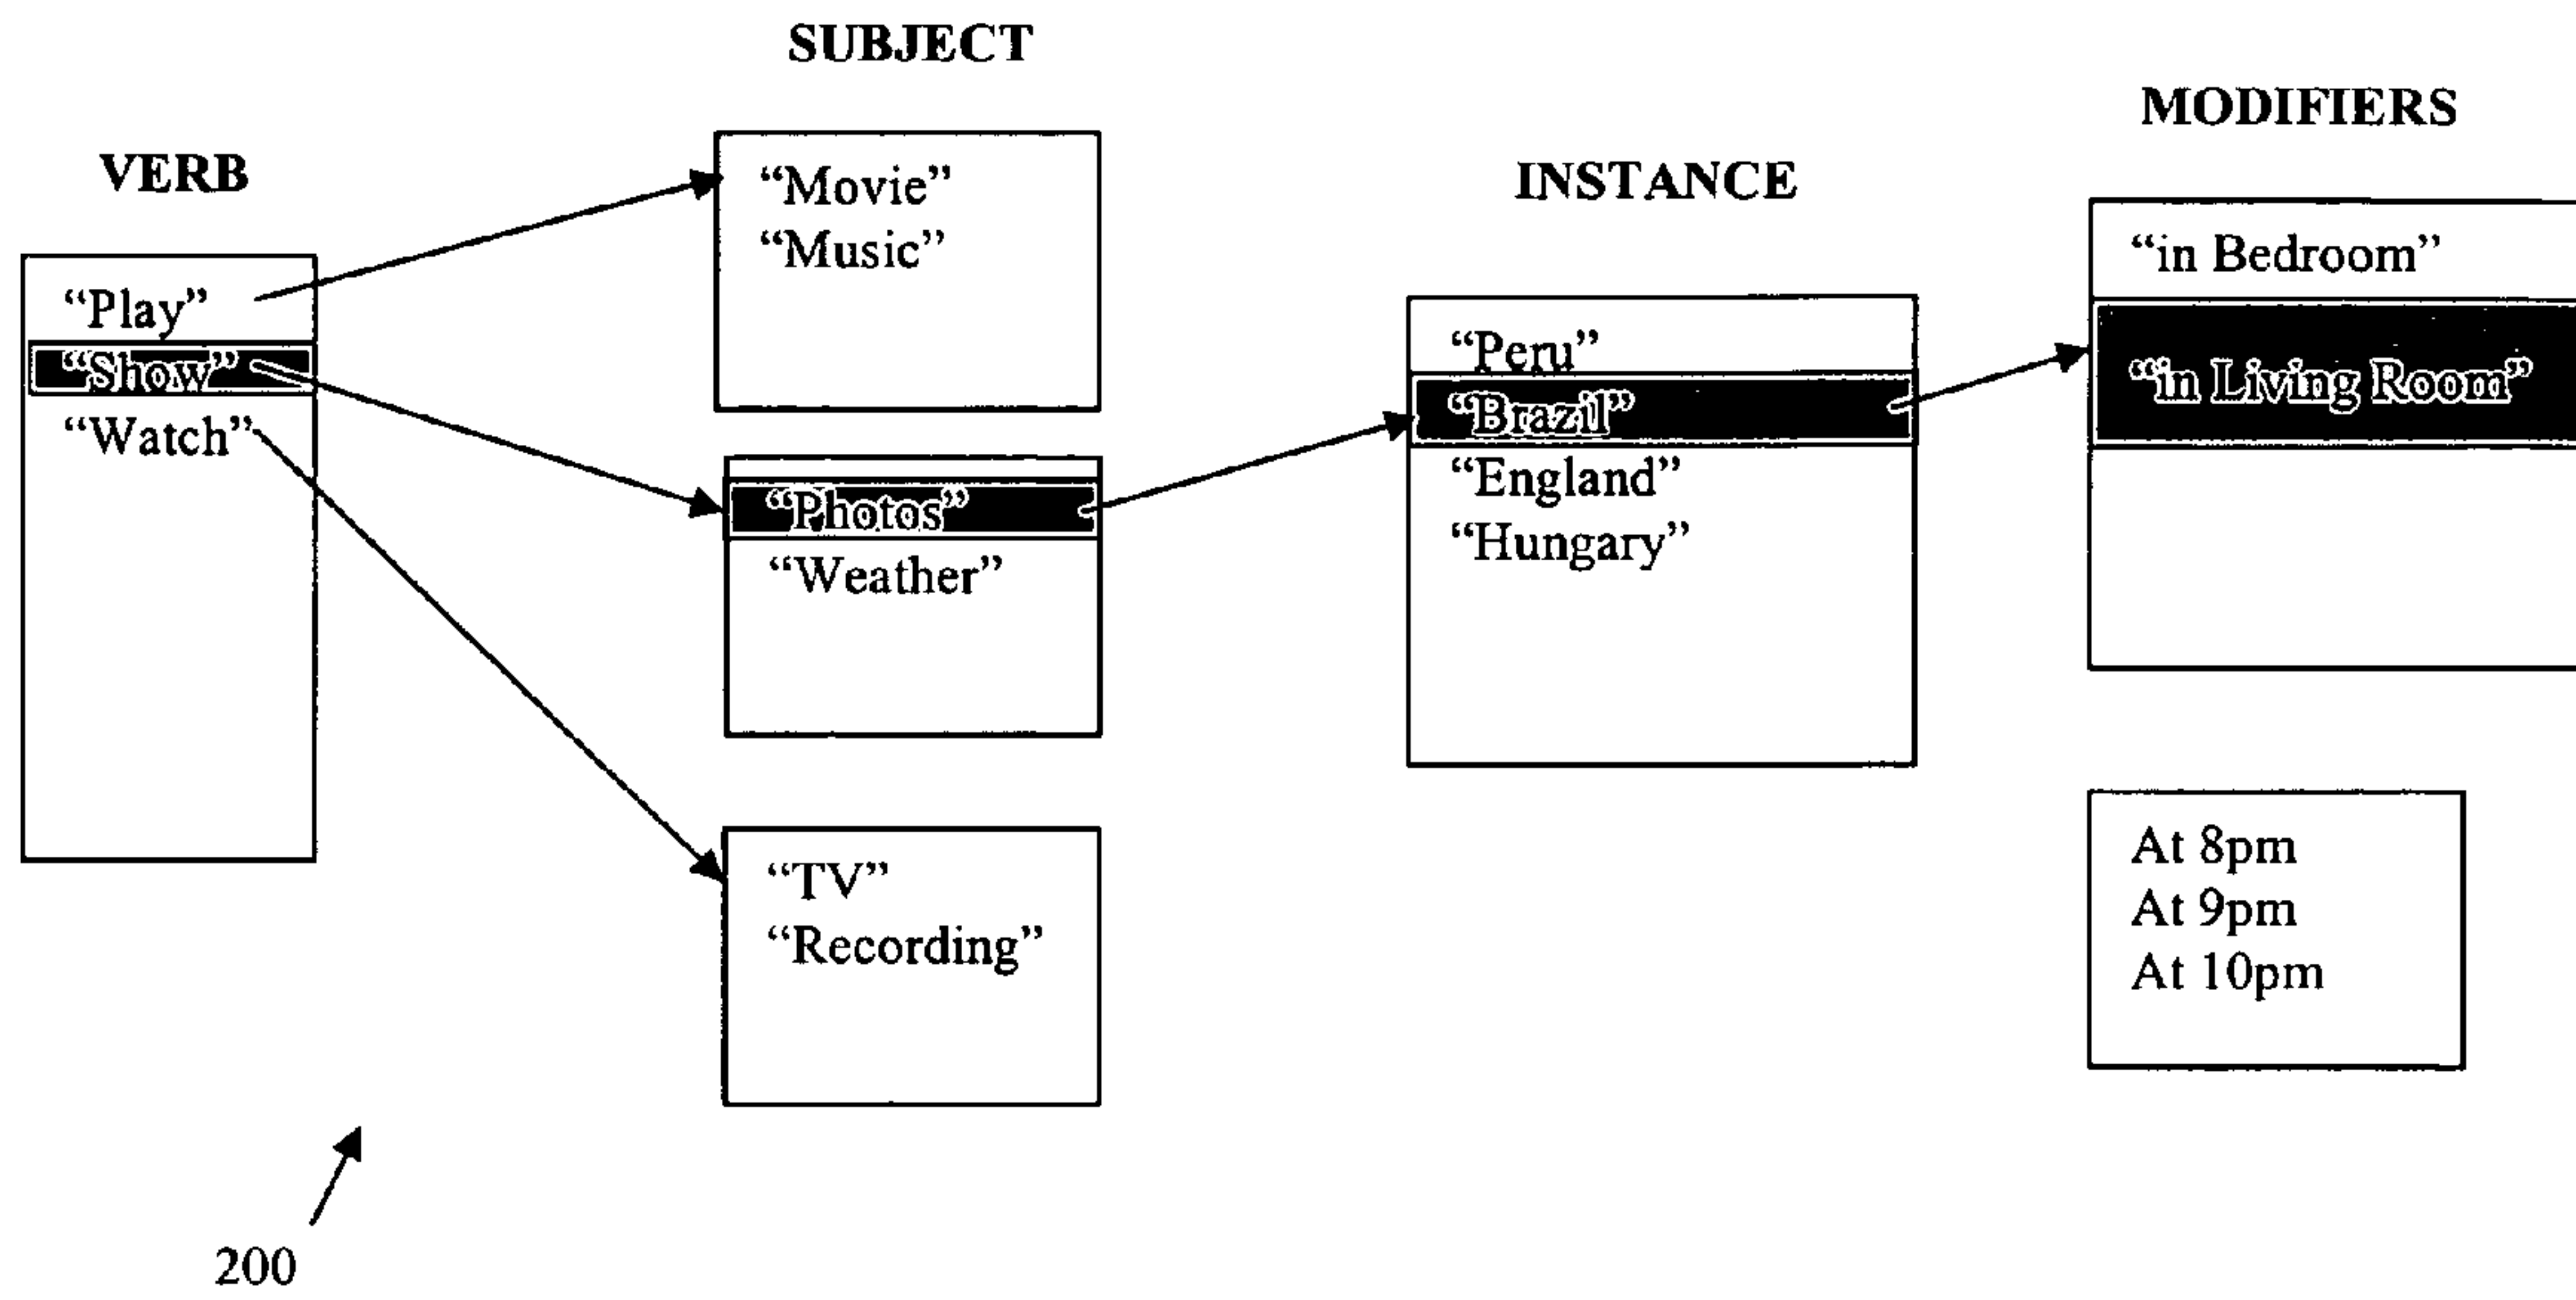 VERB
“Play”
“Show”
“Watch”
SUBJECT
“Movie”
“Music”
“Photos”
“Weather”
“TV”
“Recording”
INSTANCE
“Peru”
“Brazil”
“England”
“Hungary”
MODIFIERS
“in Bedroom”
“in Living Room”
At 8pm
At 9pm
At 10pm
200